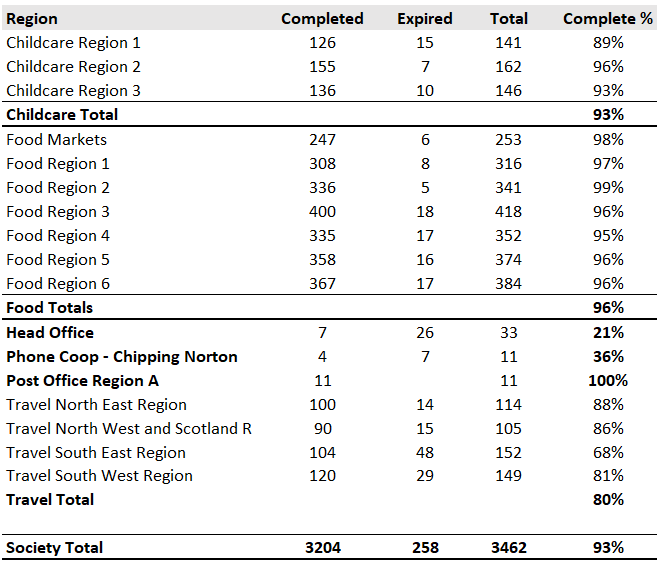 Region Completed Expired Total Complete %
Childcare Region 1 126 15 141 89%
Childcare Region 2 155 7 162 96%
Childcare Region 3 136 10 146 93%
Childcare Total 93%
Food Markets 247 6 253 98%
Food Region 1 308 8 316 97%
Food Region 2 336 5 341 99%
Food Region 3 400 18 418 96%
Food Region 4 335 17 352 95%
Food Region 5 358 16 374 96%
Food Region 6 367 17 384 96%
Food Totals 96%
Head Office 7 26 33 21%
Phone Coop - Chipping Norton 4 7 11 36%
Post Office Region A 11 11 100%
Travel North East Region 100 14 114 88%
Travel North West and Scotland R 90 15 105 86%
Travel South East Region 104 48 152 68%
Travel South West Region 120 29 149 81%
Travel Total 80%
Society Total 3204 258 3462 93%